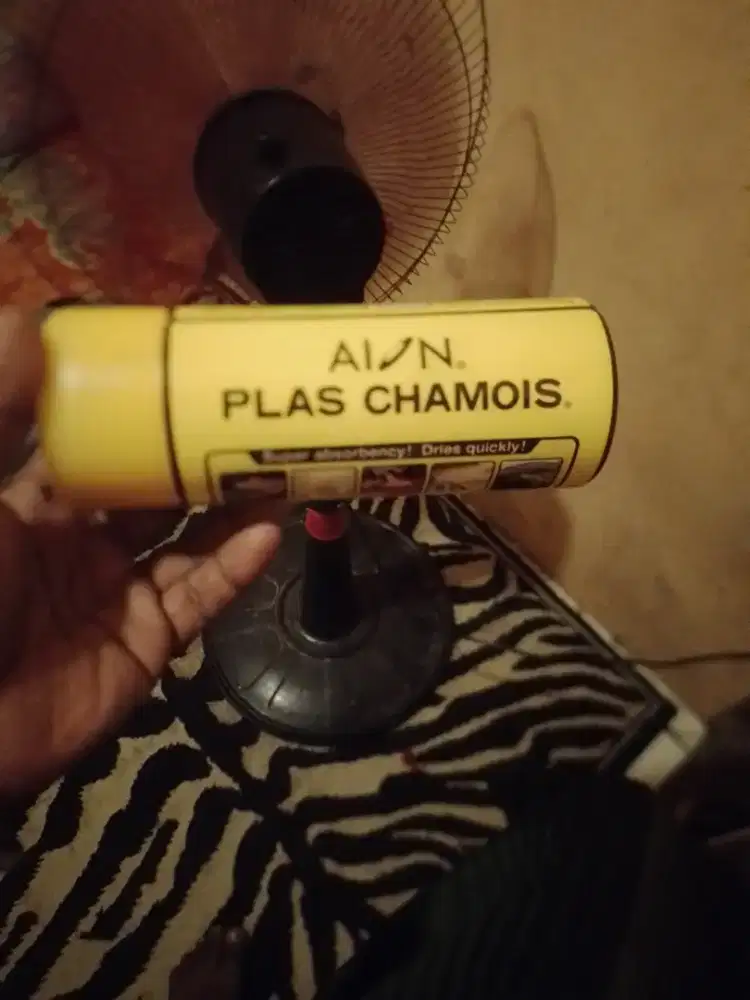 AION®
PLAS CHAMOIS®
Super absorbency! Dries quickly!